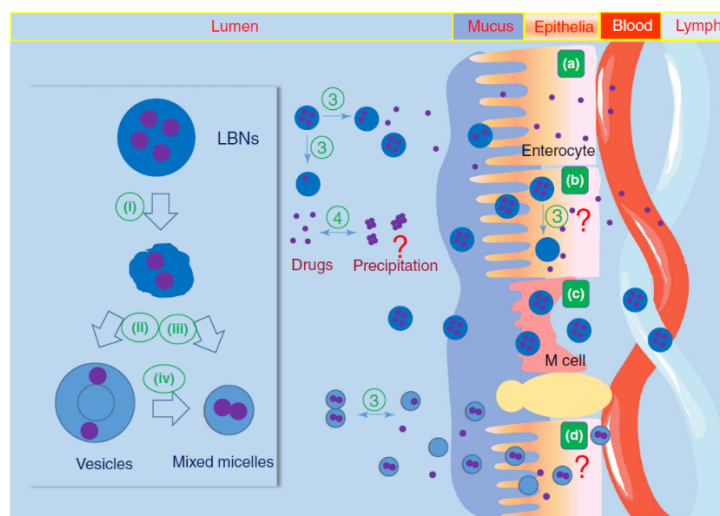 Lumen
Mucus
Epithelia
Blood
Lymph
(a)
LBNs
3
3
Enterocyte
(i)
(b)
3
?
4
?
Drugs
Precipitation
(c)
(ii)
(iii)
M cell
(iv)
3
(d)
?
Vesicles
Mixed micelles